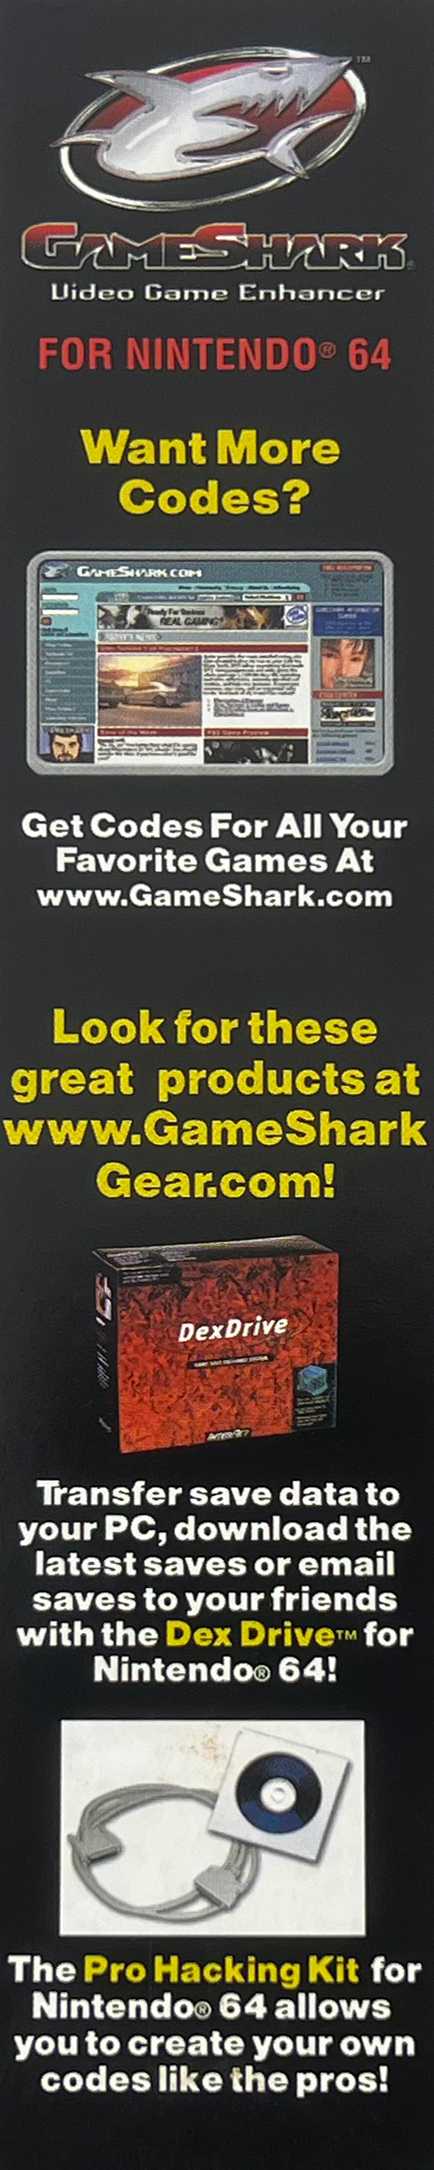 ™
GAMESHARK®
Video Game Enhancer
FOR NINTENDO® 64
Want More
Codes?
GAMESHARK.COM
Ready For Serious
REAL GAMING?
Get Codes For All Your
Favorite Games At
www.GameShark.com
Look for these
great products at
www.GameShark
Gear.com!
DexDrive
Transfer save data to
your PC, download the
latest saves or email
saves to your friends
with the Dex Drive™ for
Nintendo® 64!
The Pro Hacking Kit for
Nintendo® 64 allows
you to create your own
codes like the pros!